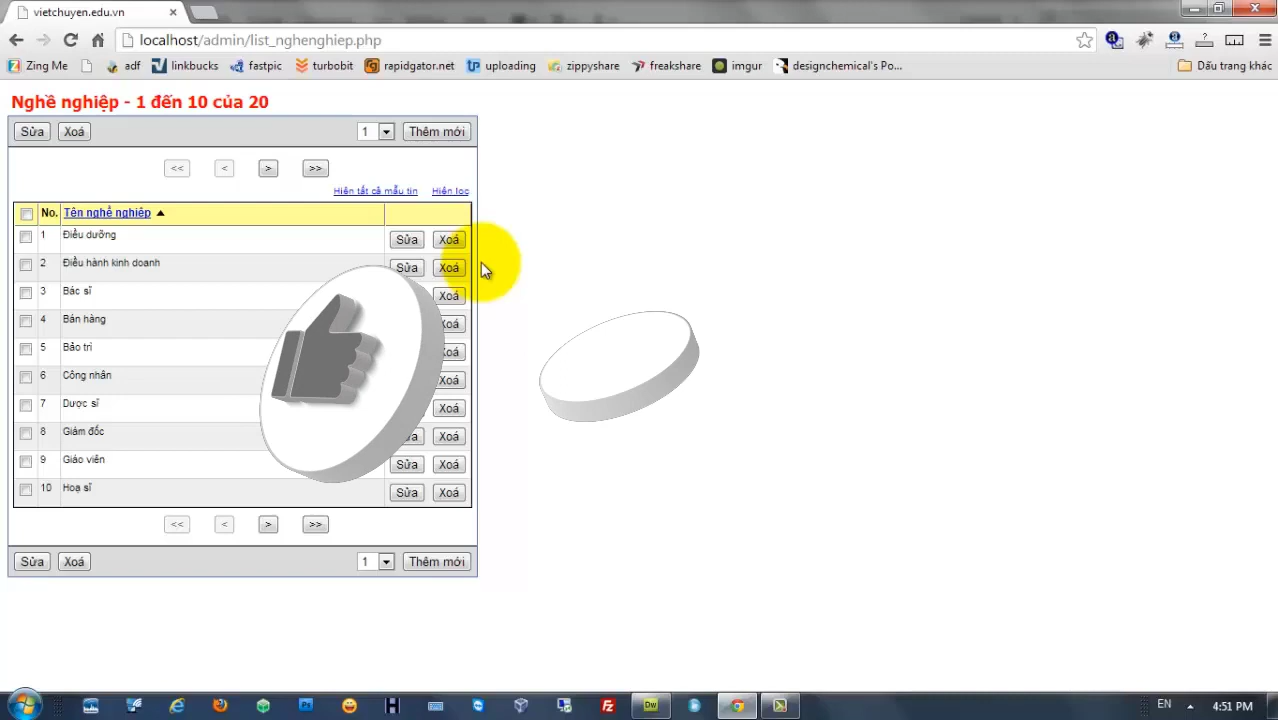 vietchuyen.edu.vn
localhost/admin/list_nghenghiep.php
Zing Me adf linkbucks fastpic turbobit rapidgator.net uploading zippyshare freakshare imgur designchemical's Po... Dấu trang khác
Nghề nghiệp - 1 đến 10 của 20
Sửa Xoá 1 Thêm mới
<< < > >>
Hiện tất cả mẫu tin Hiện lọc
No. Tên nghề nghiệp
1 Điều dưỡng Sửa Xoá
2 Điều hành kinh doanh Sửa Xoá
3 Bác sĩ Xoá
4 Bán hàng Xoá
5 Bảo trì Xoá
6 Công nhân Xoá
7 Dược sĩ Xoá
8 Giám đốc Xoá
9 Giáo viên Sửa Xoá
10 Hoạ sĩ Sửa Xoá
<< < > >>
Sửa Xoá 1 Thêm mới
Ps Fz Dw EN 4:51 PM